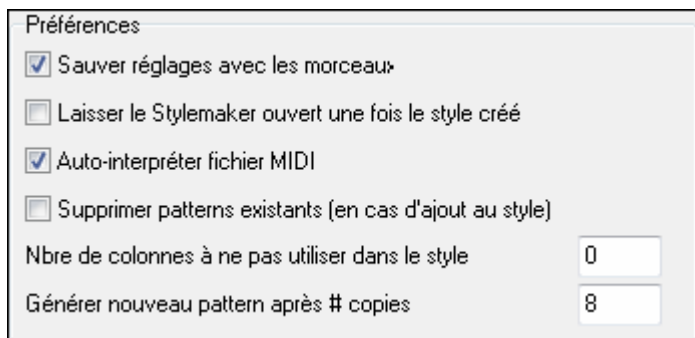 Préférences
Sauver réglages avec les morceaux
Laisser le Stylemaker ouvert une fois le style créé
Auto-interpréter fichier MIDI
Supprimer patterns existants (en cas d'ajout au style)
Nbre de colonnes à ne pas utiliser dans le style 0
Générer nouveau pattern après # copies 8